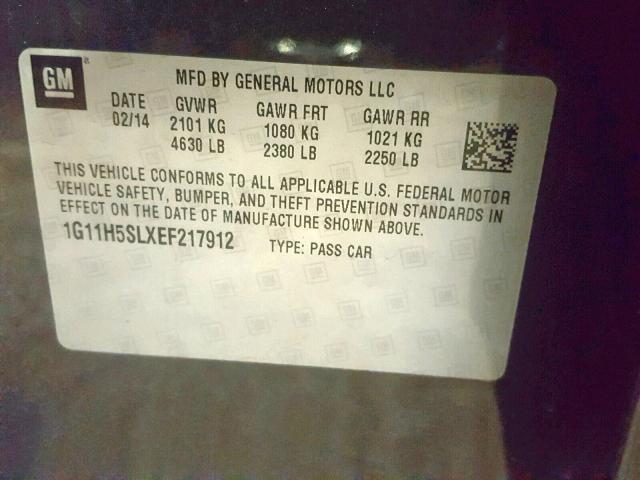 GM
MFD BY GENERAL MOTORS LLC
DATE GVWR GAWR FRT GAWR RR
02/14 2101 KG 1080 KG 1021 KG
4630 LB 2380 LB 2250 LB
THIS VEHICLE CONFORMS TO ALL APPLICABLE U.S. FEDERAL MOTOR
VEHICLE SAFETY, BUMPER, AND THEFT PREVENTION STANDARDS IN
EFFECT ON THE DATE OF MANUFACTURE SHOWN ABOVE.
1G11H5SLXEF217912 TYPE: PASS CAR